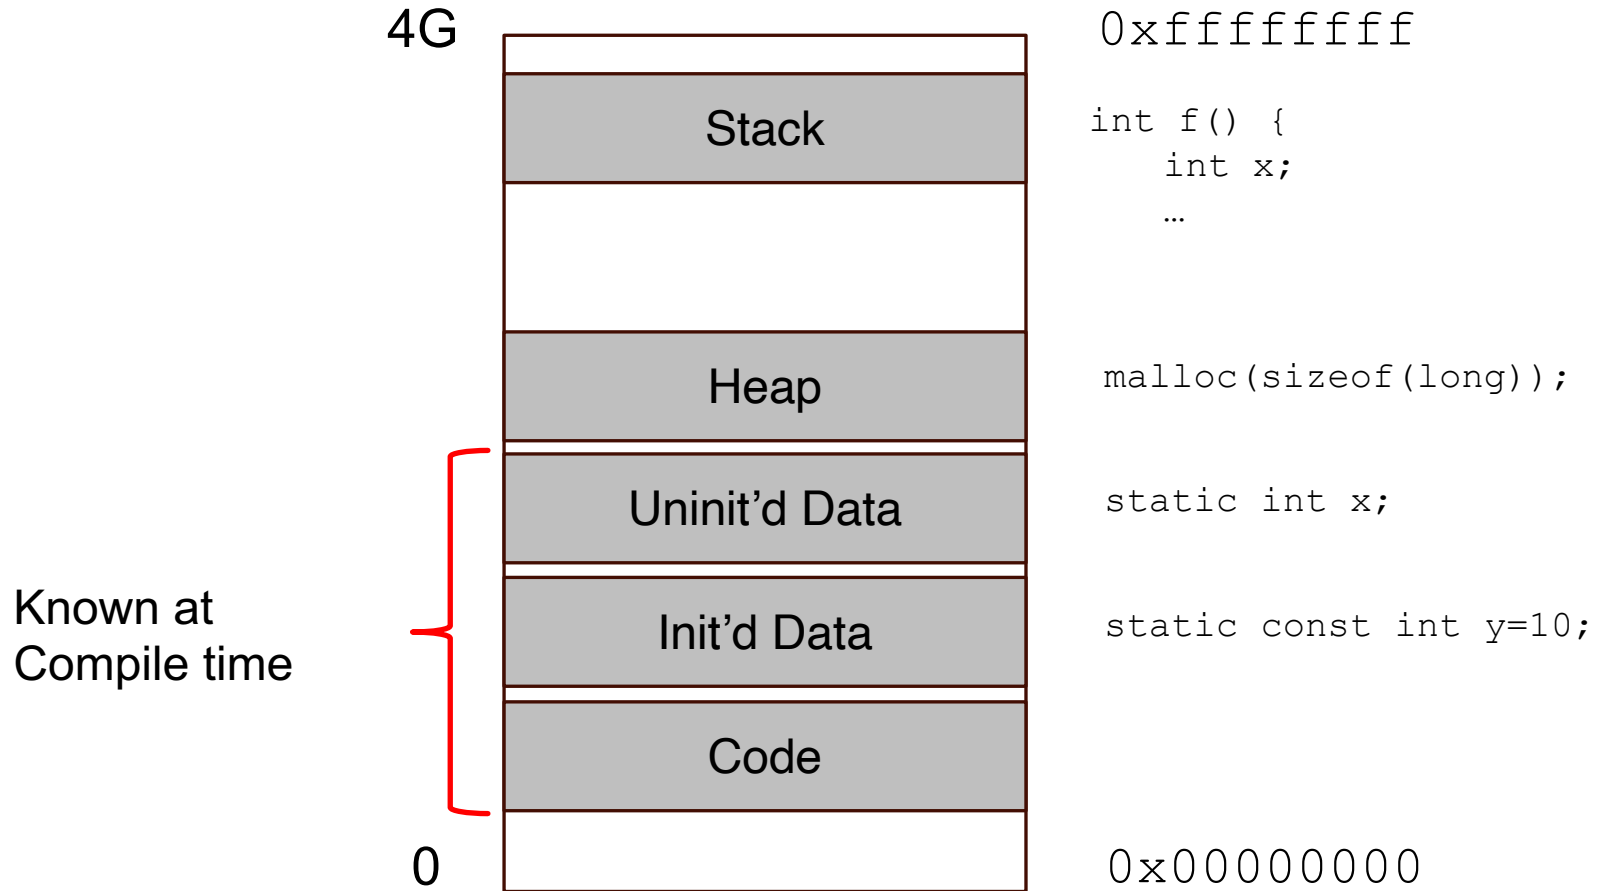 4G
0xffffffff
Stack
int f() {
int x;
…
Heap
malloc(sizeof(long));
Uninit’d Data
static int x;
Known at
Compile time
Init’d Data
static const int y=10;
Code
0
0x00000000